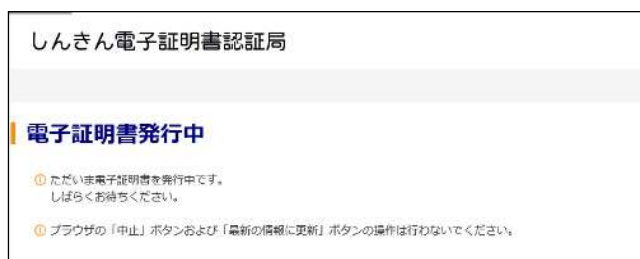 しんきん電子証明書認証局
電子証明書発行中
① ただいま電子証明書を発行中です。
しばらくお待ちください。
① ブラウザの「中止」ボタンおよび「最新の情報に更新」ボタンの操作は行わないでください。